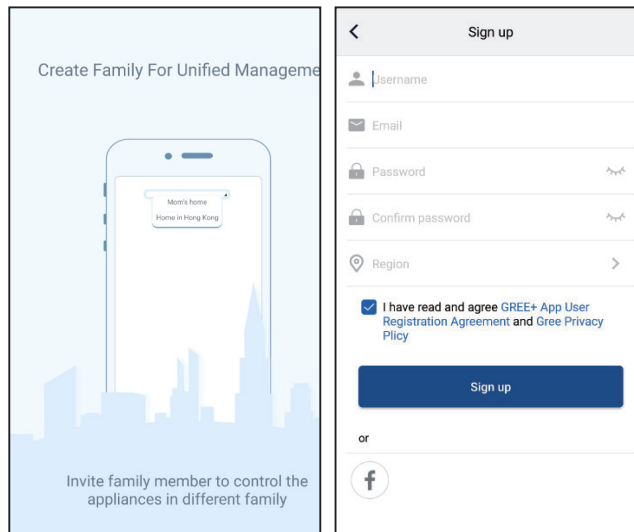 Create Family For Unified Manageme
Mom's home
Home in Hong Kong
Invite family member to control the
appliances in different family
Sign up
Username
Email
Password
Confirm password
Region
I have read and agree GREE+ App User
Registration Agreement and Gree Privacy
Plicy
Sign up
or
f